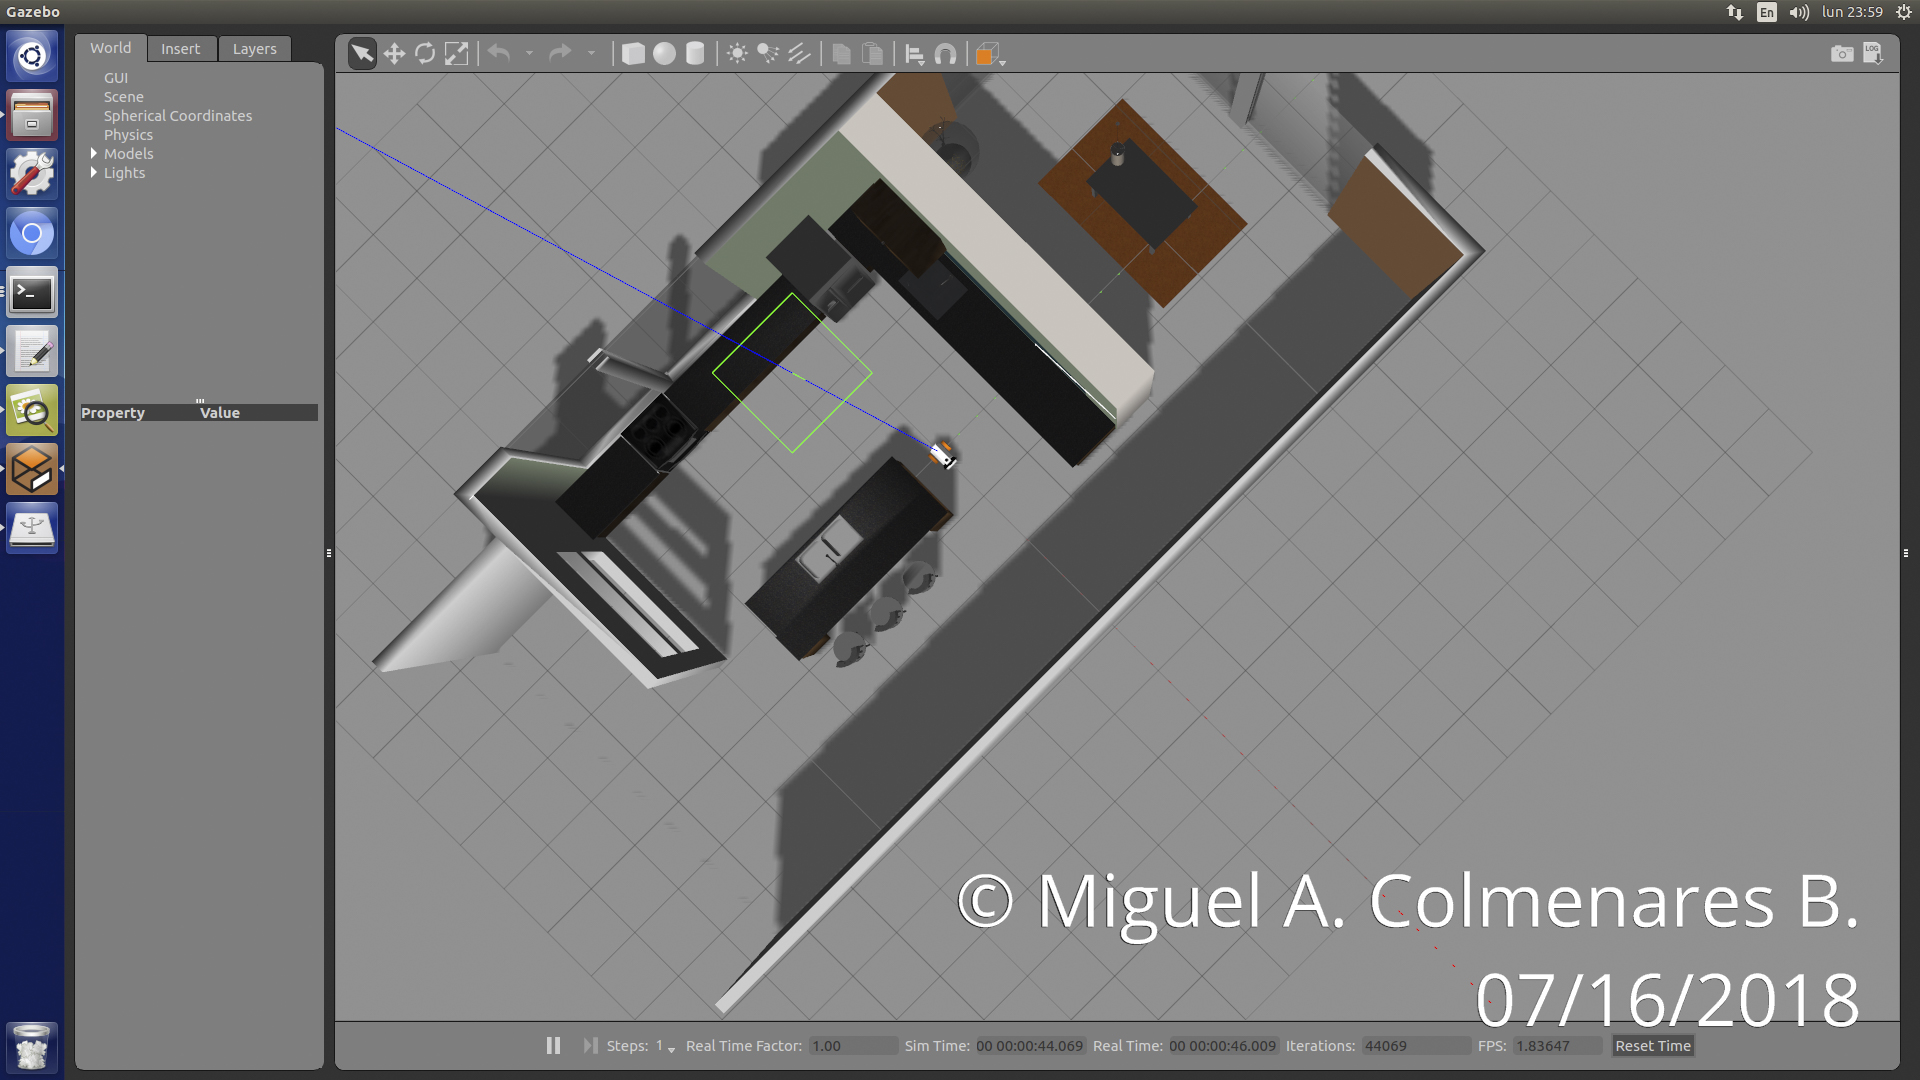 Gazebo
En
lun 23:59
World
Insert
Layers
LOG
GUI
Scene
Spherical Coordinates
Physics
Models
Lights
Property
Value
© Miguel A. Colmenares B.
07/16/2018
Steps: 1
Real Time Factor: 1.00
Sim Time: 00 00:00:44.069
Real Time: 00 00:00:46.009
Iterations: 44069
FPS: 1.83647
Reset Time